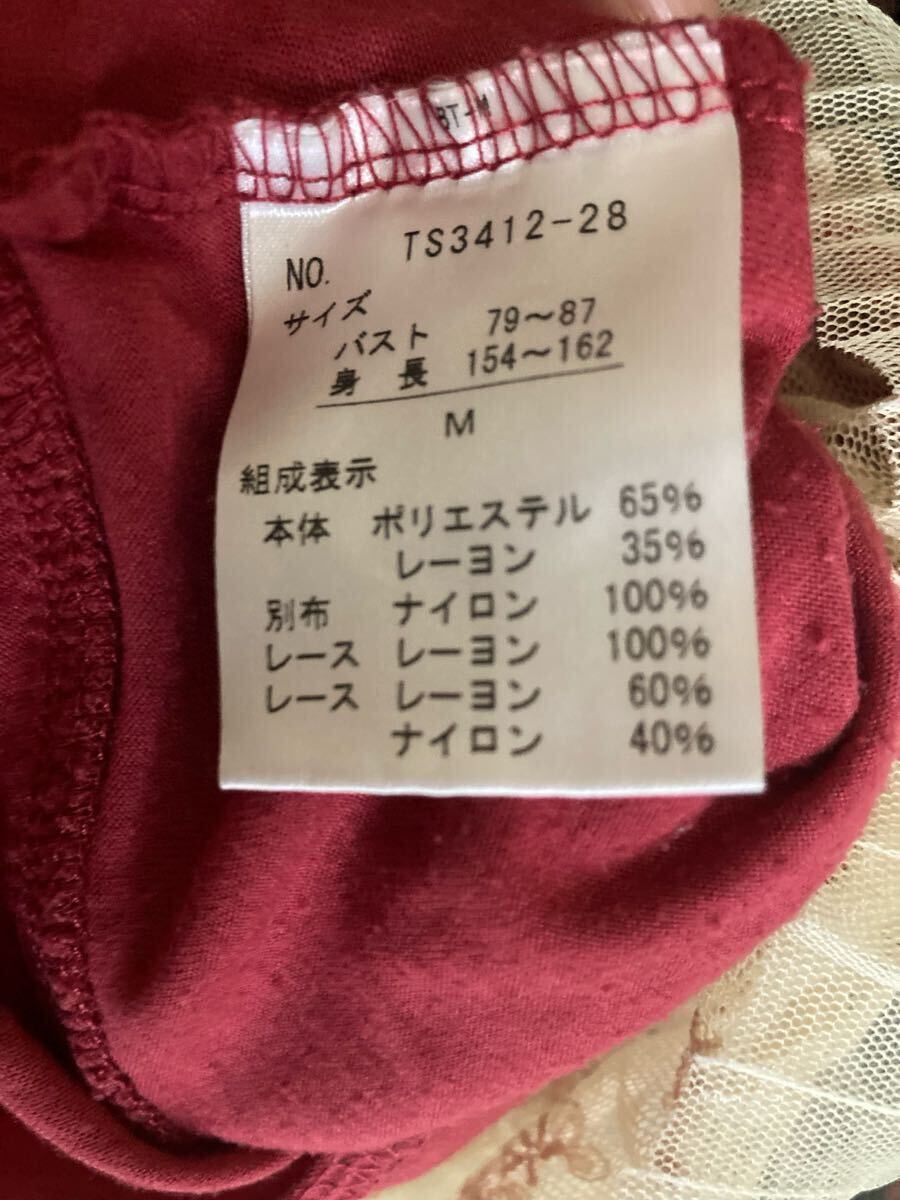 BT-M
NO. TS3412-28
サイズ
バスト 79～87
身長 154～162
M
組成表示
本体 ポリエステル 65%
レーヨン 35%
別布 ナイロン 100%
レース レーヨン 100%
レース レーヨン 60%
ナイロン 40%